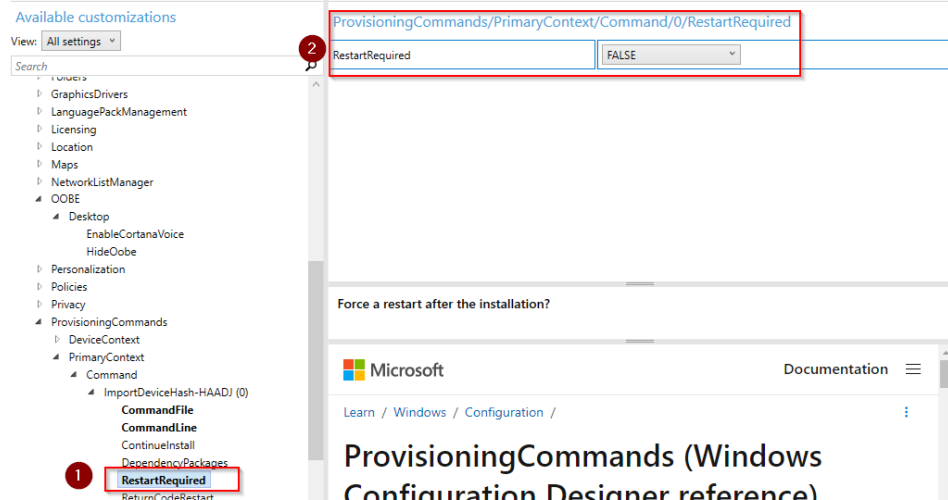 Available customizations
View: All settings
Search
Folders
GraphicsDrivers
LanguagePackManagement
Licensing
Location
Maps
NetworkListManager
OOBE
Desktop
EnableCortanaVoice
HideOobe
Personalization
Policies
Privacy
ProvisioningCommands
DeviceContext
PrimaryContext
Command
ImportDeviceHash-HAADJ (0)
CommandFile
CommandLine
ContinueInstall
DependencyPackages
1
RestartRequired
ReturnCodeRestart
ProvisioningCommands/PrimaryContext/Command/0/RestartRequired
2
RestartRequired FALSE
Force a restart after the installation?
Microsoft Documentation
Learn / Windows / Configuration /
ProvisioningCommands (Windows
Configuration Designer reference)